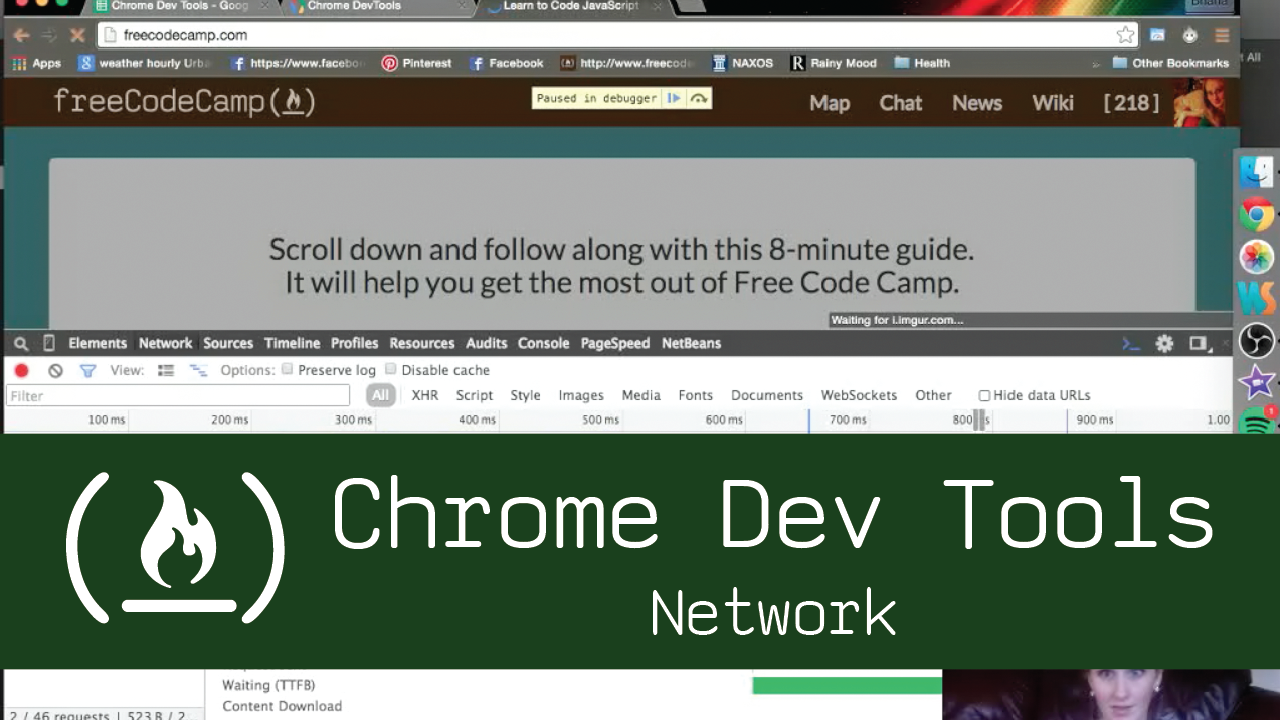 Chrome Dev Tools - Goog
Chrome DevTools
Learn to Code JavaScript
Briana
freecodecamp.com
Apps
weather hourly Urba
https://www.facebo
Pinterest
Facebook
http://www.freecod
NAXOS
Rainy Mood
Health
Other Bookmarks
All
freeCodeCamp
Paused in debugger
Map Chat News Wiki [ 218 ]
Scroll down and follow along with this 8-minute guide.
It will help you get the most out of Free Code Camp.
Waiting for i.imgur.com...
Elements Network Sources Timeline Profiles Resources Audits Console PageSpeed NetBeans
View: Options: Preserve log Disable cache
Filter
All XHR Script Style Images Media Fonts Documents WebSockets Other Hide data URLs
100 ms 200 ms 300 ms 400 ms 500 ms 600 ms 700 ms 800 s 900 ms 1.00
Chrome Dev Tools
Network
Waiting (TTFB)
Content Download
2 / 46 requests | 523 B / 2